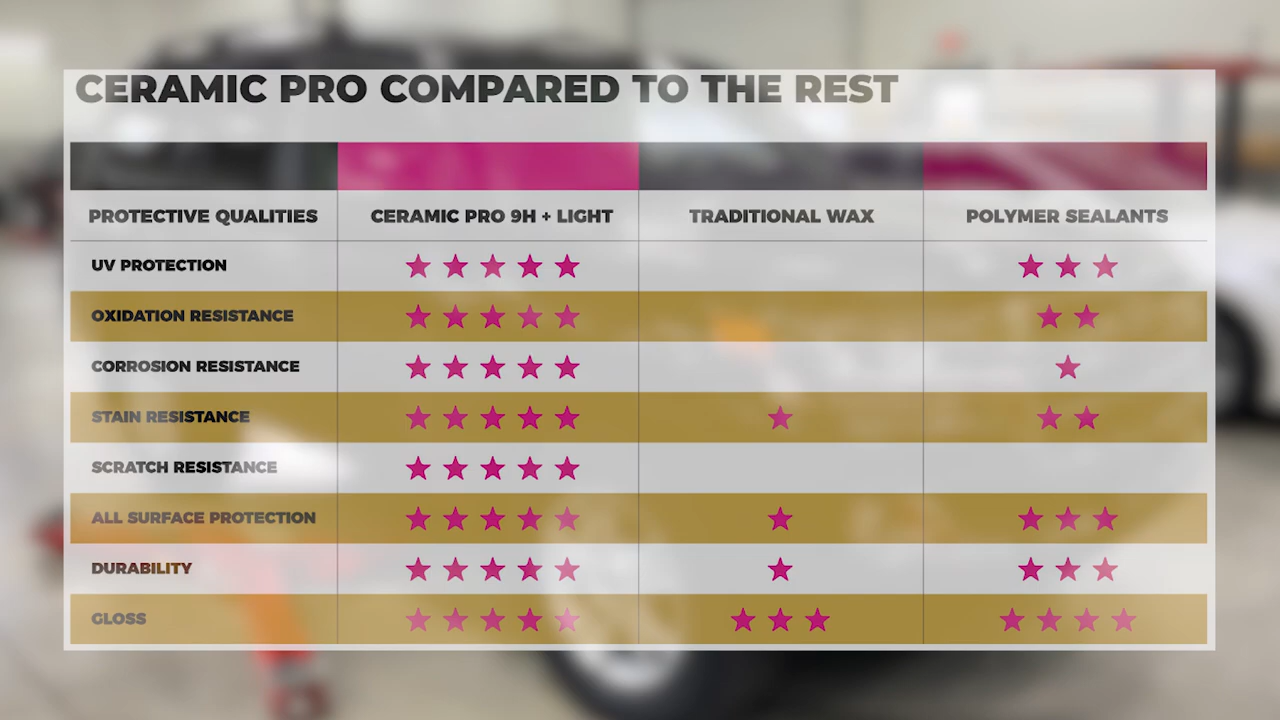 CERAMIC PRO COMPARED TO THE REST
PROTECTIVE QUALITIES CERAMIC PRO 9H + LIGHT TRADITIONAL WAX POLYMER SEALANTS
UV PROTECTION
OXIDATION RESISTANCE
CORROSION RESISTANCE
STAIN RESISTANCE
SCRATCH RESISTANCE
ALL SURFACE PROTECTION
DURABILITY
GLOSS